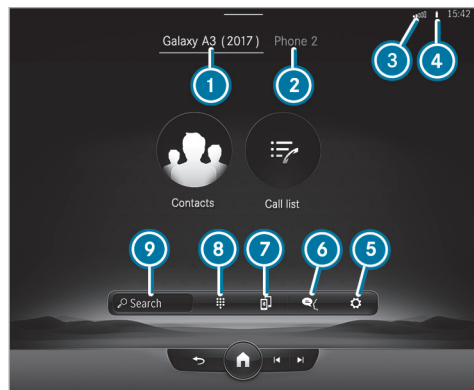 15:42
Galaxy A3 (2017) Phone 2
3 4
1 2
Contacts Call list
9 8 7 6 5
Search